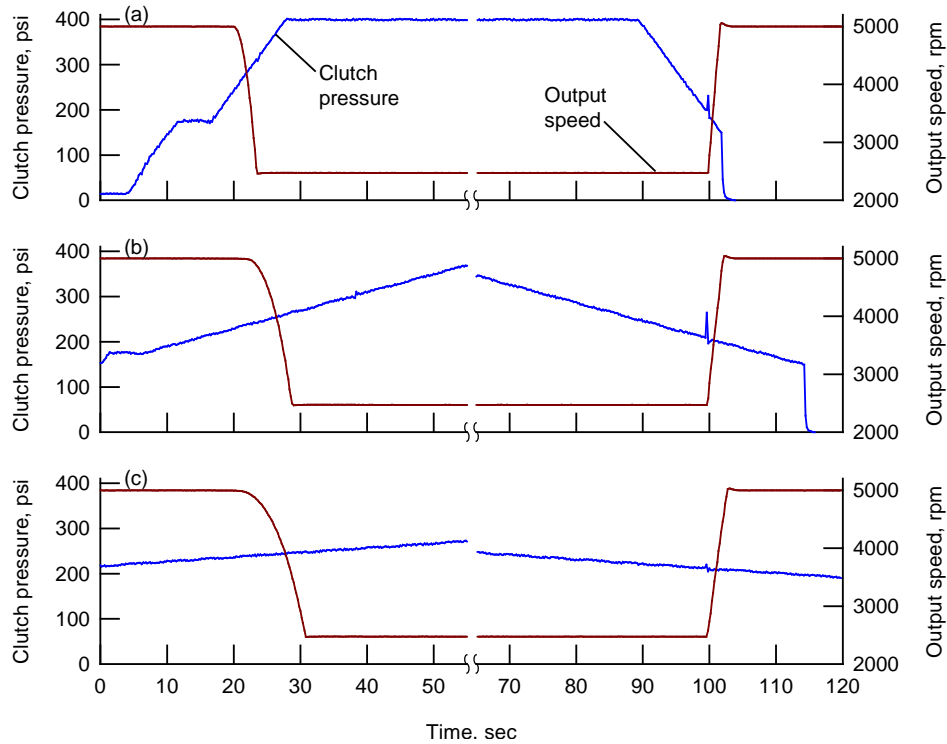 (a)
Clutch pressure, psi
400
300
200
100
0
Clutch
pressure
Output
speed
5000
4000
3000
2000
Output speed, rpm
(b)
Clutch pressure, psi
400
300
200
100
0
5000
4000
3000
2000
Output speed, rpm
(c)
Clutch pressure, psi
400
300
200
100
0
5000
4000
3000
2000
Output speed, rpm
0 10 20 30 40 50 70 80 90 100 110 120
Time, sec